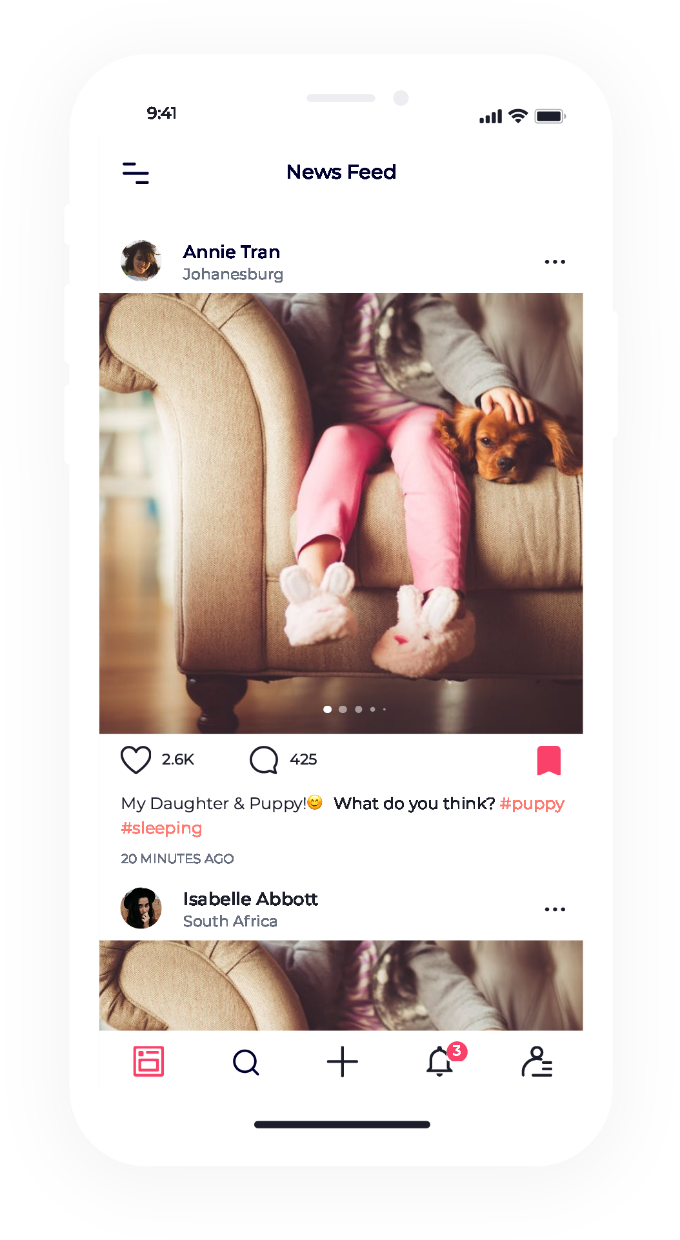 9:41
News Feed
Annie Tran
Johanesburg
2.6K
425
My Daughter & Puppy!😊 What do you think? #puppy
#sleeping
20 MINUTES AGO
Isabelle Abbott
South Africa
3